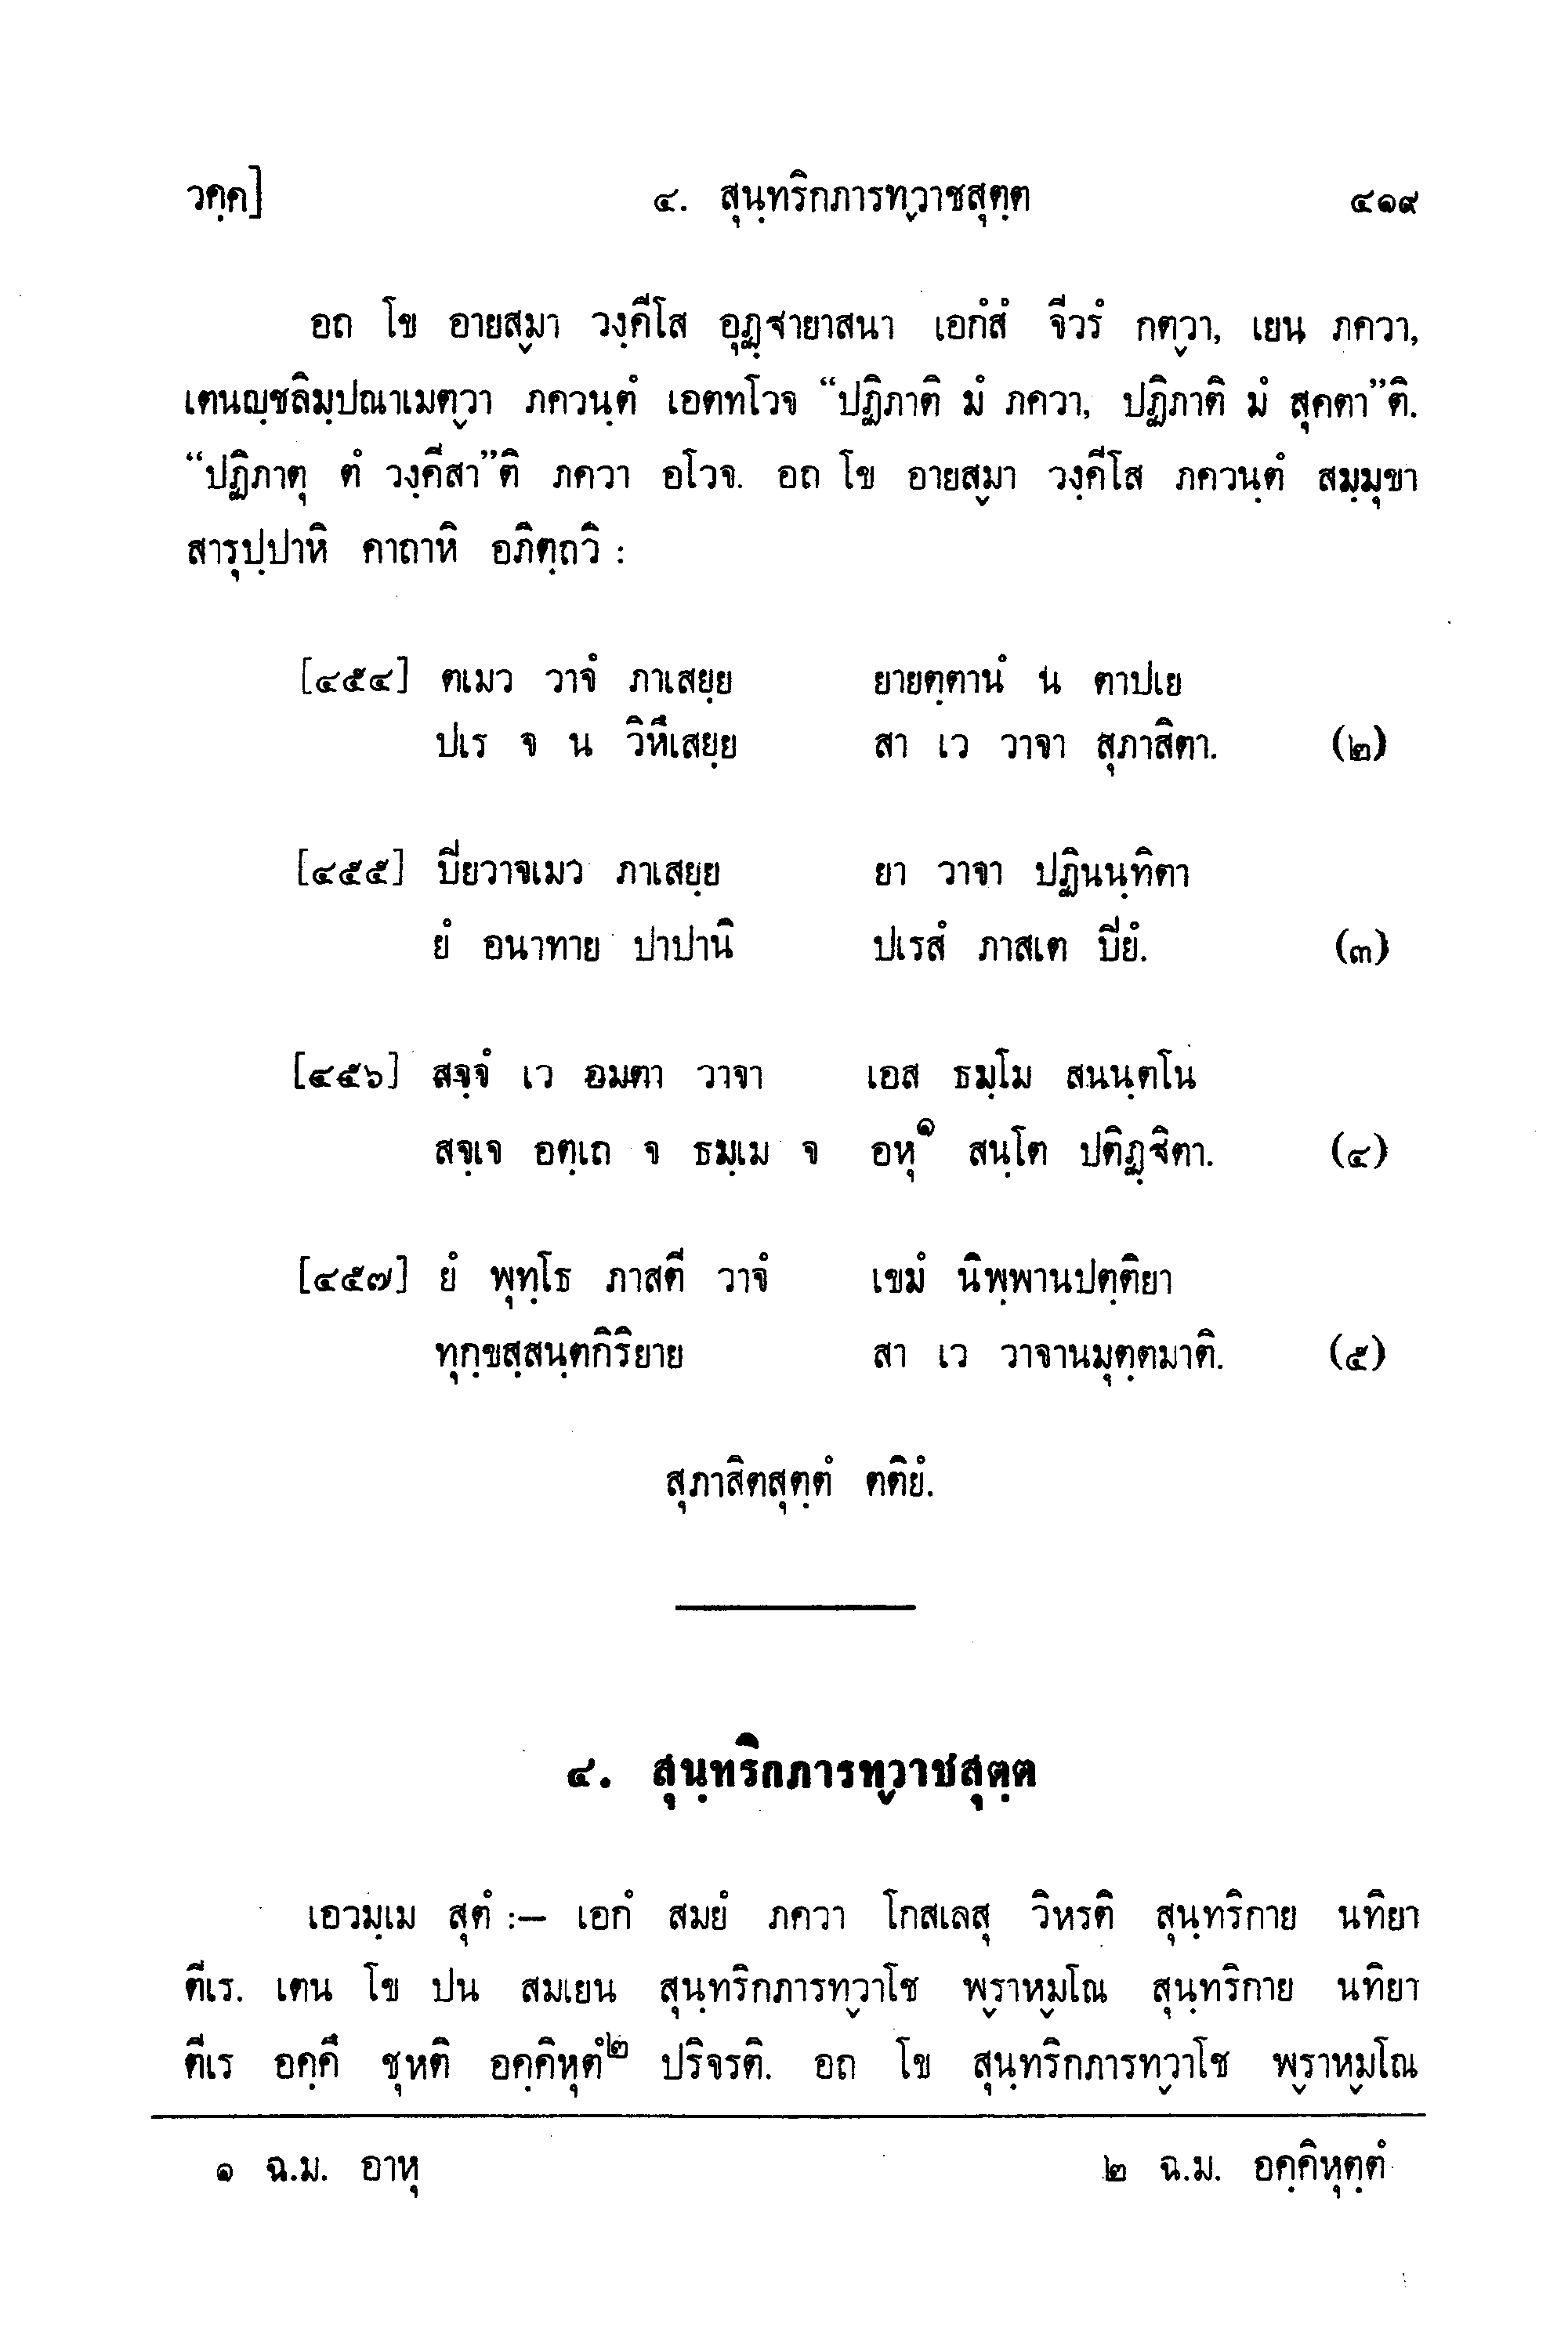 วคฺค] ๔. สุนฺทริกภารทฺวาชสุตฺต ๔๑๙
อถ โข อายสฺมา วงฺคีโส อุฏฺฐายาสนา เอกํสํ จีวรํ กตฺวา, เยน ภควา,
เตนญฺชลิมฺปณาเมตฺวา ภควนฺตํ เอตทโวจ “ปฏิภาติ มํ ภควา, ปฏิภาติ มํ สุคตา”ติ.
“ปฏิภาตุ ตํ วงฺคีสา”ติ ภควา อโวจ. อถ โข อายสฺมา วงฺคีโส ภควนฺตํ สมฺมุขา
สารุปฺปาหิ คาถาหิ อภิตฺถวิ :
[๔๕๔] ตเมว วาจํ ภาเสยฺย ยายตฺตานํ น ตาปเย
ปเร จ น วิหึเสยฺย สา เว วาจา สุภาสิตา. (๒)
[๔๕๕] ปิยวาจเมว ภาเสยฺย ยา วาจา ปฏินนฺทิตา
ยํ อนาทาย ปาปานิ ปเรสํ ภาสเต ปิยํ. (๓)
[๔๕๖] สจฺจํ เว อมตา วาจา เอส ธมฺโม สนนฺตโน
สจฺเจ อตฺเถ จ ธมฺเม จ อหุ๑ สนฺโต ปติฏฺฐิตา. (๔)
[๔๕๗] ยํ พุทฺโธ ภาสตี วาจํ เขมํ นิพฺพานปตฺติยา
ทุกฺขสฺสนฺตกิริยาย สา เว วาจานมุตฺตมาติ. (๕)
สุภาสิตสุตฺตํ ตติยํ.
๔. สุนฺทริกภารทฺวาชสุตฺต
เอวมฺเม สุตํ :– เอกํ สมยํ ภควา โกสเลสุ วิหรติ สุนฺทริกาย นทิยา
ตีเร. เตน โข ปน สมเยน สุนฺทริกภารทฺวาโช พฺราหฺมโณ สุนฺทริกาย นทิยา
ตีเร อคฺคึ ชุหติ อคฺคิหุตํ๒ ปริจรติ. อถ โข สุนฺทริกภารทฺวาโช พฺราหฺมโณ
๑ ฉ.ม. อาหุ ๒ ฉ.ม. อคฺคิหุตฺตํ